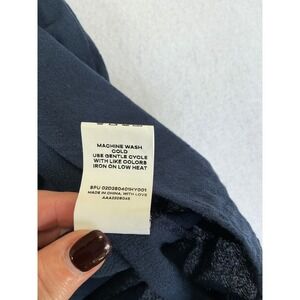 MACHINE WASH
COLD
USE GENTLE CYCLE
WITH LIKE COLORS
IRON ON LOW HEAT
MADE IN CHINA, WITH LOVE